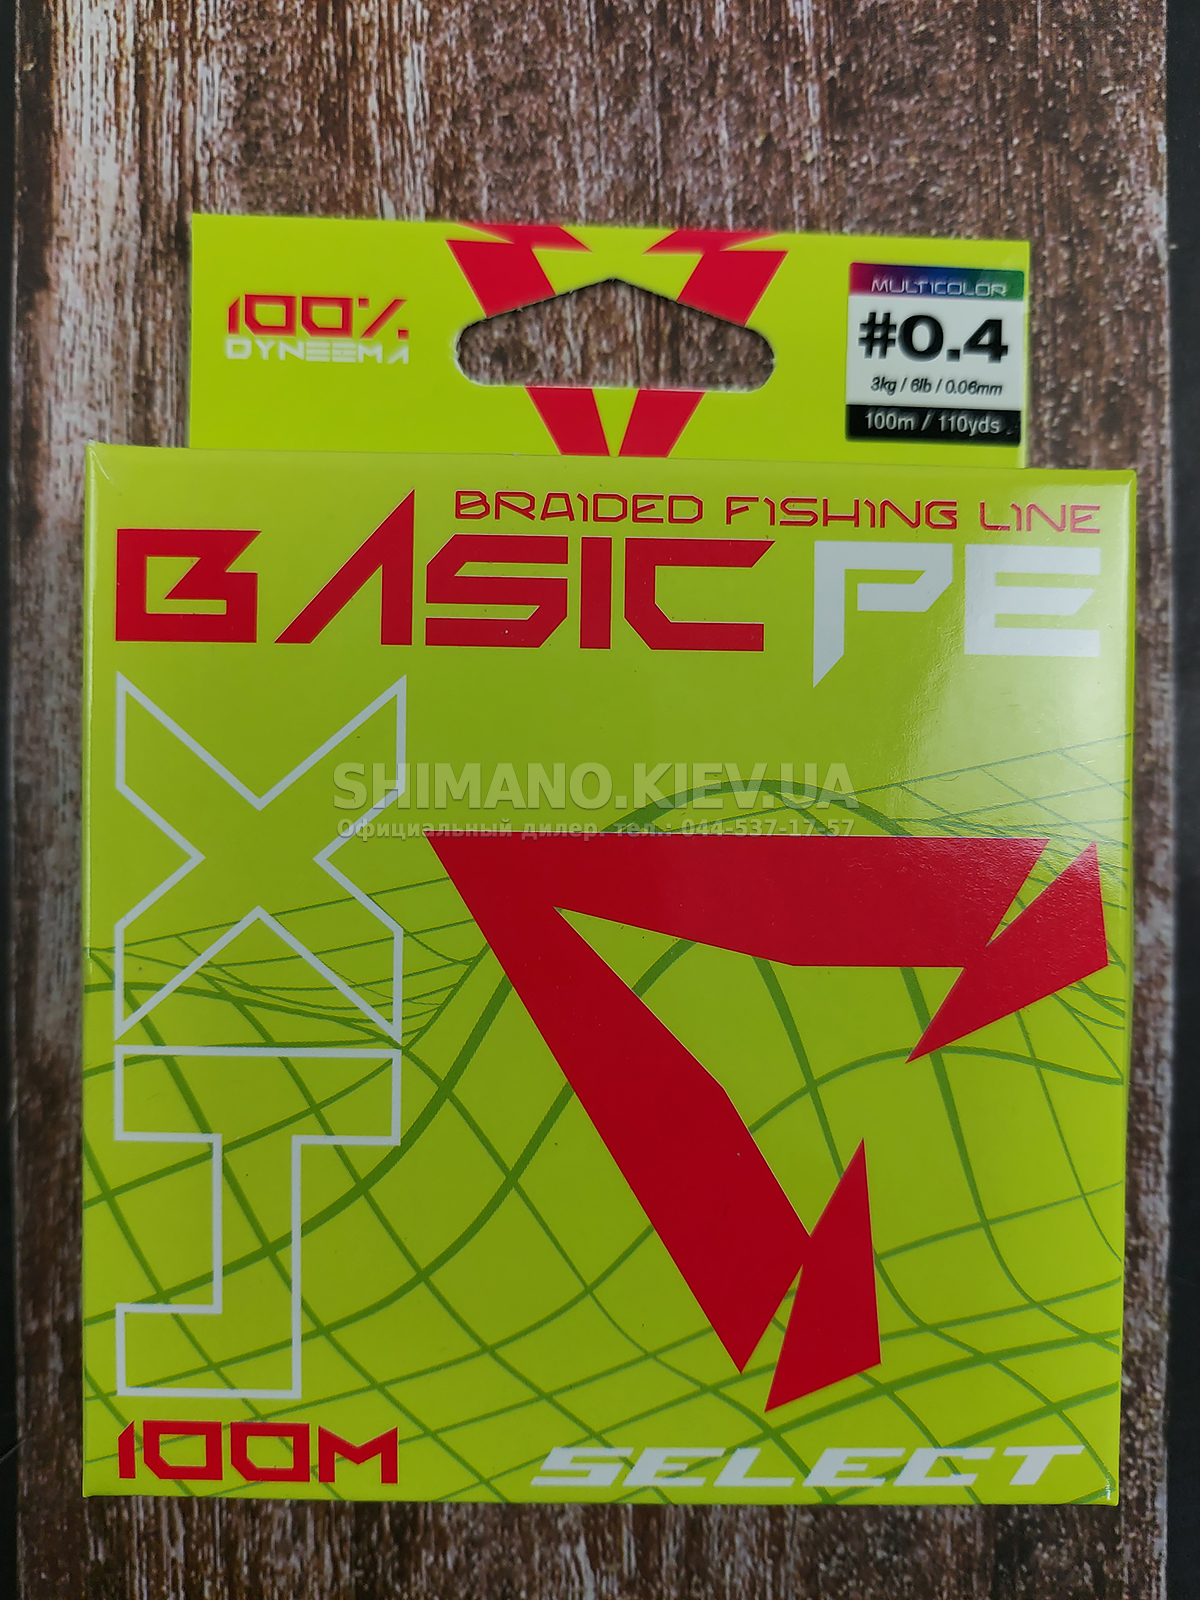 100%
DYNEEMA
MULTICOLOR
#0.4
3kg / 6lb / 0.06mm
100m / 110yds
BRAIDED FISHING LINE
BASIC PE
SHIMANO.KIEV.UA
Официальный дилер. тел.: 044-537-17-57
JX
100M
SELECT